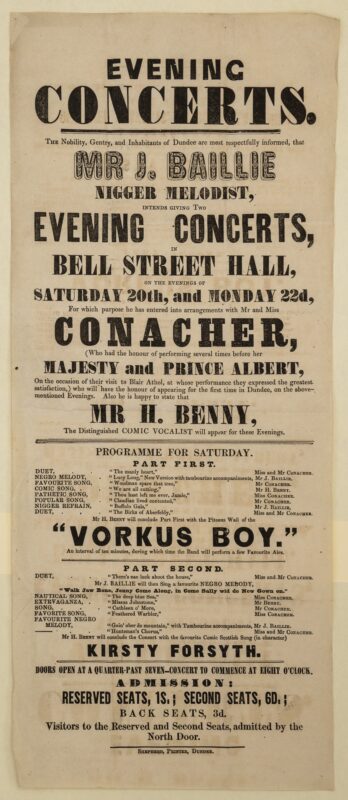 EVENING
CONCERTS.
The Nobility, Gentry, and Inhabitants of Dundee are most respectfully informed, that
MR J. BAILLIE
NIGGER MELODIST,
INTENDS GIVING TWO
EVENING CONCERTS,
IN
BELL STREET HALL,
ON THE EVENINGS OF
SATURDAY 20th, and MONDAY 22d,
For which purpose he has entered into arrangements with Mr and Miss
CONACHER,
(Who had the honour of performing several times before her
MAJESTY and PRINCE ALBERT,
On the occasion of their visit to Blair Athol, at whose performance they expressed the greatest
satisfaction,) who will have the honour of appearing for the first time in Dundee, on the above-
mentioned Evenings. Also he is happy to state that
MR H. BENNY,
The Distinguished COMIC VOCALIST will appear for these Evenings.
PROGRAMME FOR SATURDAY.
PART FIRST.
DUET, "The manly heart," Miss and Mr Conacher.
NEGRO MELODY, "Lucy Long," New Version with tambourine accompaniments, Mr J. Baillie.
FAVOURITE SONG, "Woodman spare that tree," Mr Conacher.
COMIC SONG, "We are all cutting," Mr H. Benny.
PATHETIC SONG, "Thou hast left me ever, Jamie," Miss Conacher.
POPULAR SONG, "Cheerlier lived contented," Mr Conacher.
NIGGER REFRAIN, "Buffalo Gals," Mr J. Baillie.
DUET, "The Birks of Aberfeldy," Miss and Mr Conacher.
Mr H. Benny will conclude Part First with the Piteous Wail of the
"VORKUS BOY."
An interval of ten minutes, during which time the Band will perform a few Favourite Airs.
PART SECOND.
DUET, "There's nae luck about the house," Miss and Mr Conacher.
Mr J. BAILLIE will then Sing a favourite NEGRO MERODY,
"Walk Jaw Bone, Jenny Come Along, in Come Sally wid de Gown on."
NAUTICAL SONG, "The deep blue Sea," Miss Conacher.
EXTRAVAGANZA, "Misses Johnstone," Mr Benny.
SONG, "Cathleen o' More, Mr Conacher.
FAVORITE SONG, "Feathered Warbler," Miss Conacher.
FAVOURITE NEGRO
MELODY, "Gein' ober de mountain," with Tambourine accompaniments, Mr J. Baillie.
"Huntsman's Chorus," Miss and Mr Conacher.
Mr H. Benny will conclude the Concert with the favourite Comic Scottish Song (in character)
KIRSTY FORSYTH.
DOORS OPEN AT A QUARTER-PAST SEVEN—CONCERT TO COMMENCE AT EIGHT O'CLOCK.
ADMISSION:
RESERVED SEATS, 1S.; SECOND SEATS, 6D.;
BACK SEATS, 3d.
Visitors to the Reserved and Second Seats, admitted by the
North Door.
Shepherd, Printer, Dundee.